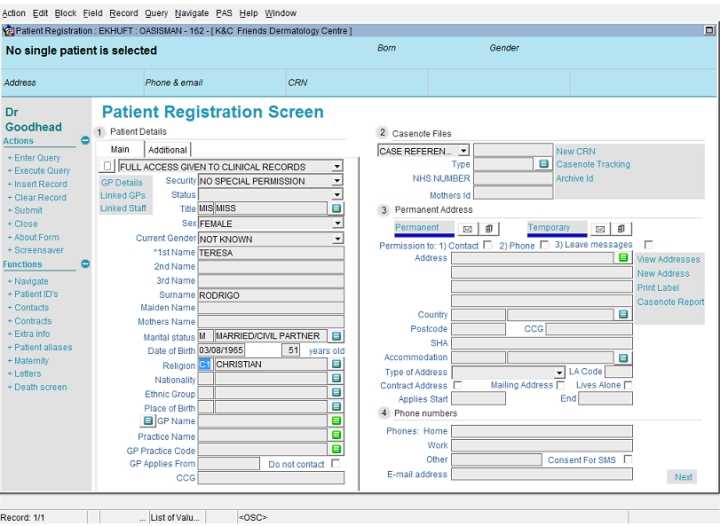 Action Edit Block Field Record Query Navigate PAS Help Window
Patient Registration : EKHUFT : OASISMAN - 162 - [ K&C Friends Dermatology Centre ]
No single patient is selected
Born
Gender
Address
Phone & email
CRN
Dr
Goodhead
Actions
+ Enter Query
+ Execute Query
+ Insert Record
+ Clear Record
+ Submit
+ Close
+ About Form
+ Screensaver
Functions
+ Navigate
+ Patient ID's
+ Contacts
+ Contracts
+ Extra info
+ Patient aliases
+ Maternity
+ Letters
+ Death screen
Patient Registration Screen
1 Patient Details
Main Additional
FULL ACCESS GIVEN TO CLINICAL RECORDS
GP Details
Linked GPs
Linked Staff
Security NO SPECIAL PERMISSION
Status
Title MIS MISS
Sex FEMALE
Current Gender NOT KNOWN
*1st Name TERESA
2nd Name
3rd Name
Surname RODRIGO
Maiden Name
Mothers Name
Marital status M MARRIED/CIVIL PARTNER
Date of Birth 03/08/1965 51 years old
Religion C1 CHRISTIAN
Nationality
Ethnic Group
Place of Birth
GP Name
Practice Name
GP Practice Code
GP Applies From Do not contact
CCG
2 Casenote Files
CASE REFEREN...
New CRN
Type
Casenote Tracking
NHS NUMBER
Archive Id
Mothers Id
3 Permanent Address
Permanent Temporary
Permission to: 1) Contact 2) Phone 3) Leave messages
Address
View Addresses
New Address
Print Label
Casenote Report
Country
Postcode CCG
SHA
Accommodation
Type of Address LA Code
Contract Address Mailing Address Lives Alone
Applies Start End
4 Phone numbers
Phones: Home
Work
Other Consent For SMS
E-mail address
Next
Record: 1/1 ... List of Valu... <OSC>